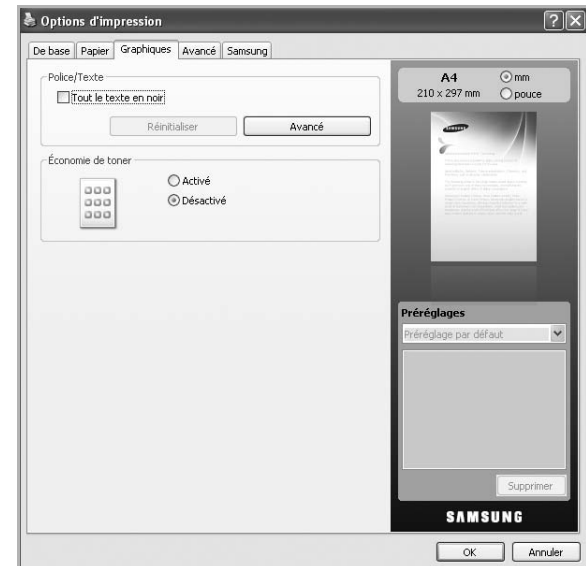 Options d'impression
De base Papier Graphiques Avancé Samsung
Police/Texte
Tout le texte en noir
Réinitialiser Avancé
Économie de toner
Activé
Désactivé
A4
210 x 297 mm
mm
pouce
SAMSUNG
Préréglages
Préréglage par défaut
Supprimer
SAMSUNG
OK Annuler